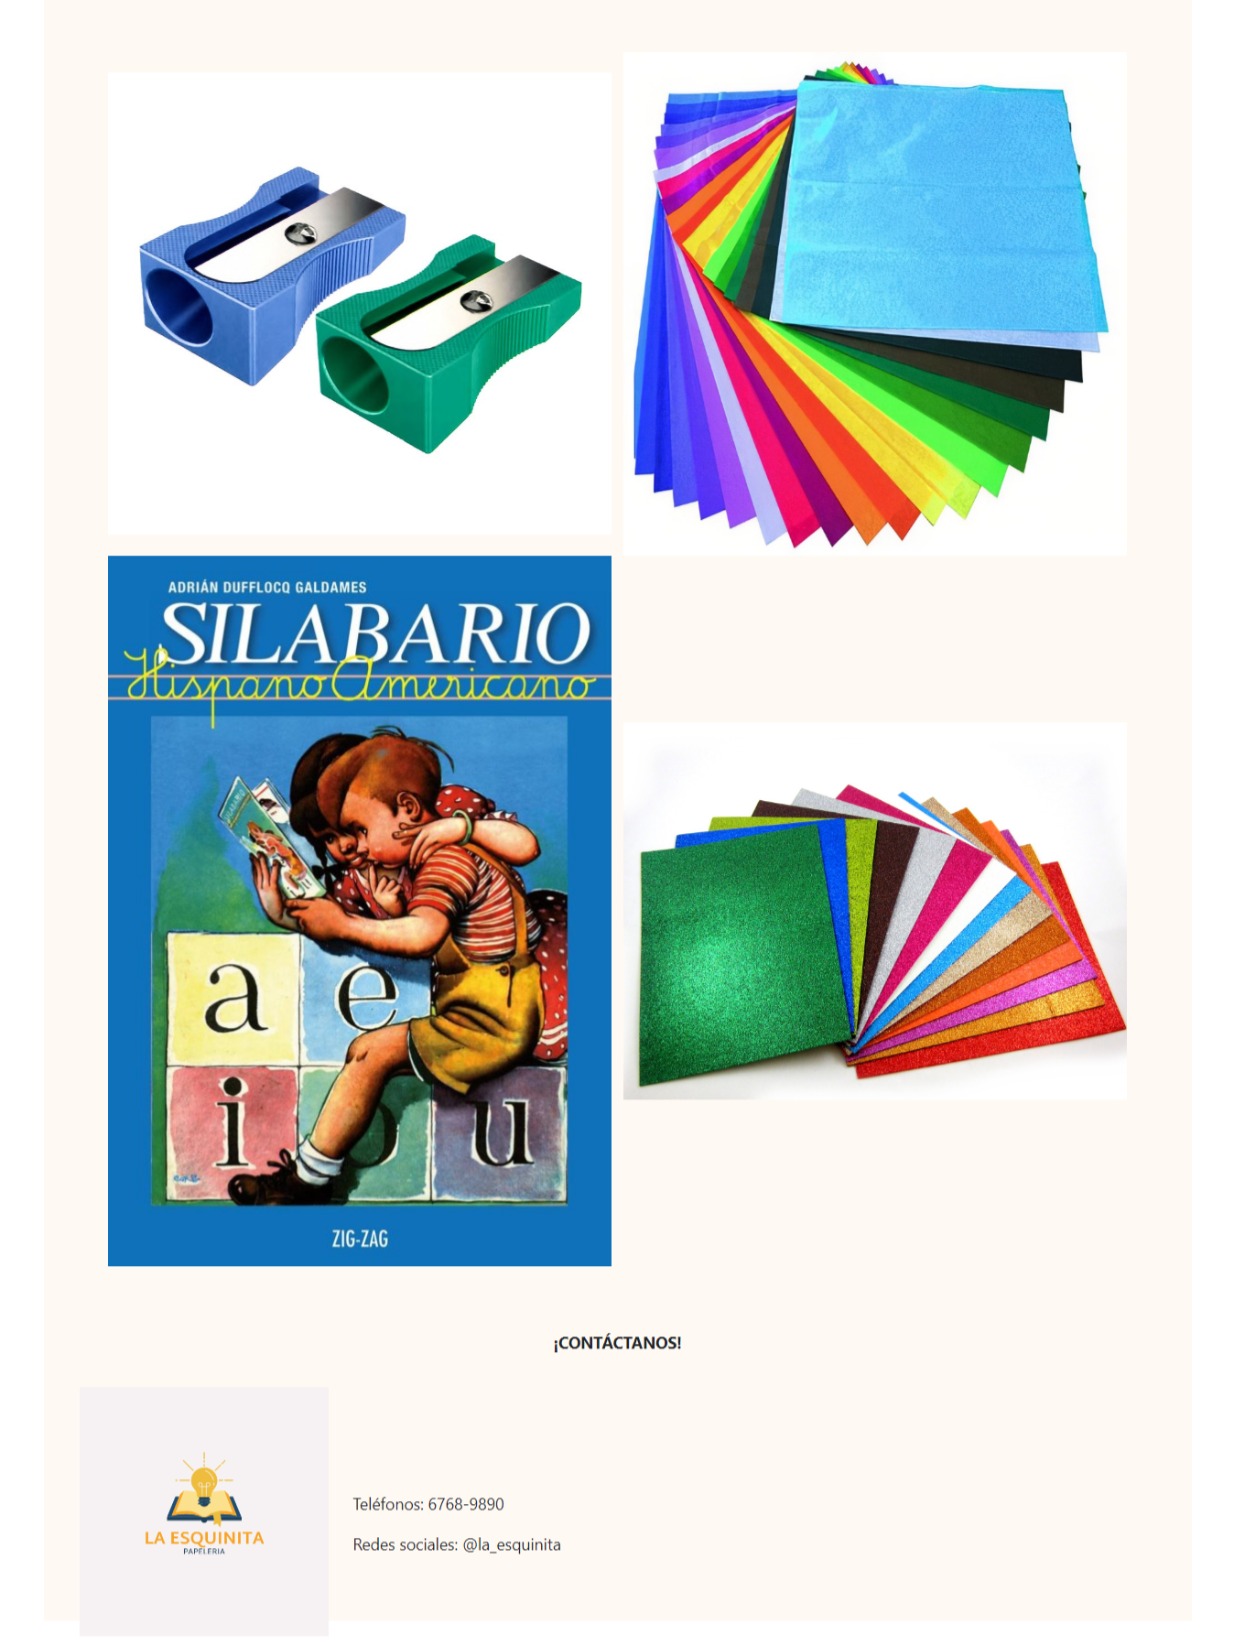 ADRIÁN DUFFLOCQ GALDAMES
SILABARIO
Hispano Americano
a e
i o u
ZIG-ZAG
¡CONTÁCTANOS!
LA ESQUINITA
PAPELERIA
Teléfonos: 6768-9890
Redes sociales: @la_esquinita